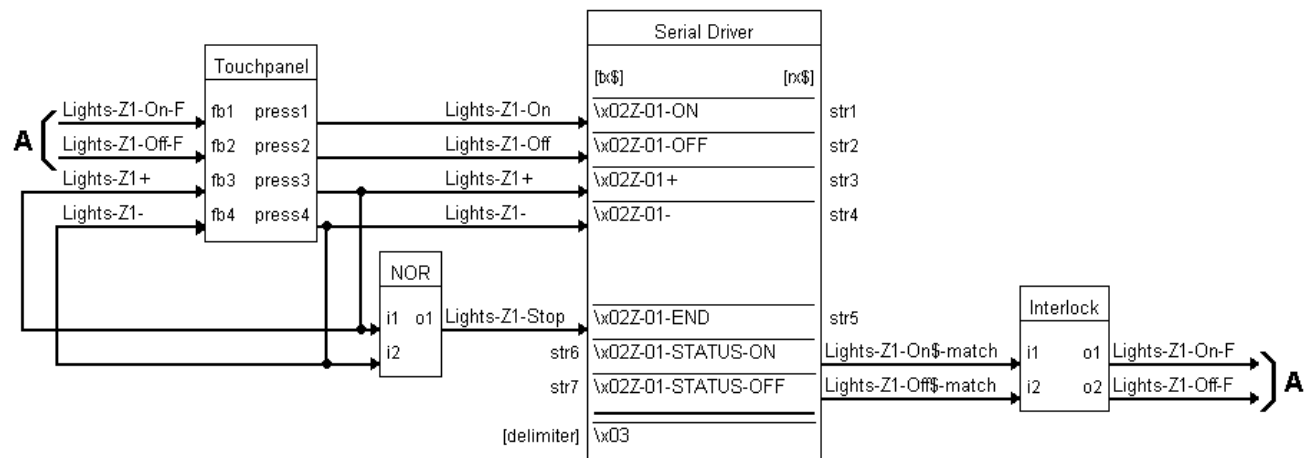 Serial Driver
Touchpanel
[tx$] [rx$]
Lights-Z1-On-F fb1 press1 Lights-Z1-On \x02Z-01-ON str1
A
Lights-Z1-Off-F fb2 press2 Lights-Z1-Off \x02Z-01-OFF str2
Lights-Z1+ fb3 press3 Lights-Z1+ \x02Z-01+ str3
Lights-Z1- fb4 press4 Lights-Z1- \x02Z-01- str4
NOR
Interlock
i1 o1 Lights-Z1-Stop \x02Z-01-END str5
i2 str6 \x02Z-01-STATUS-ON Lights-Z1-On$-match i1 o1 Lights-Z1-On-F
A
str7 \x02Z-01-STATUS-OFF Lights-Z1-Off$-match i2 o2 Lights-Z1-Off-F
[delimiter] \x03